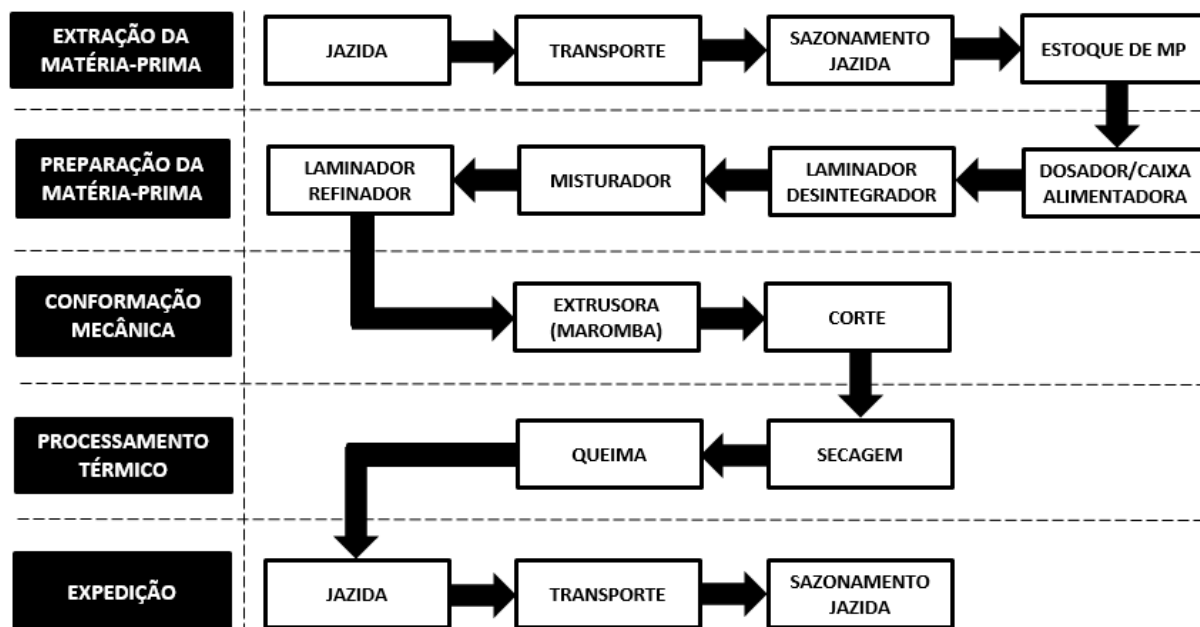 EXTRAÇÃO DA
MATÉRIA-PRIMA
JAZIDA
TRANSPORTE
SAZONAMENTO
JAZIDA
ESTOQUE DE MP
PREPARAÇÃO DA
MATÉRIA-PRIMA
LAMINADOR
REFINADOR
MISTURADOR
LAMINADOR
DESINTEGRADOR
DOSADOR/CAIXA
ALIMENTADORA
CONFORMAÇÃO
MECÂNICA
EXTRUSORA
(MAROMBA)
CORTE
PROCESSAMENTO
TÉRMICO
QUEIMA
SECAGEM
EXPEDIÇÃO
JAZIDA
TRANSPORTE
SAZONAMENTO
JAZIDA